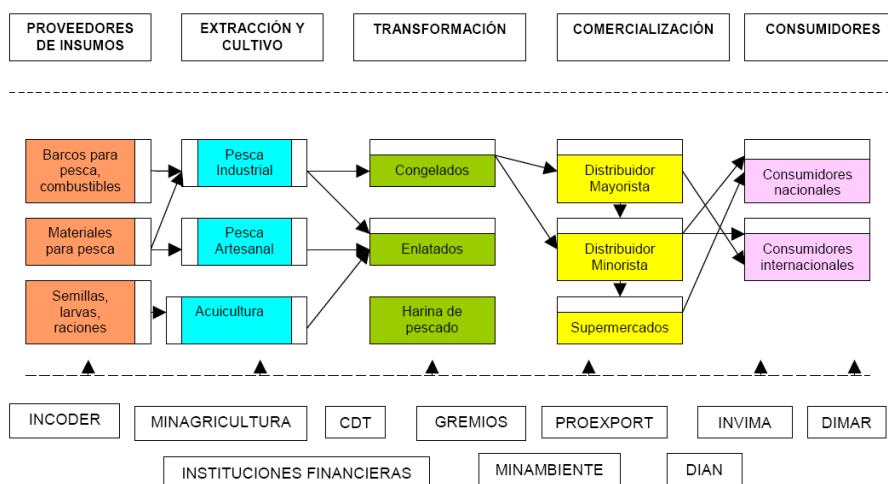 PROVEEDORES
DE INSUMOS
EXTRACCIÓN Y
CULTIVO
TRANSFORMACIÓN
COMERCIALIZACIÓN
CONSUMIDORES
Barcos para
pesca,
combustibles
Pesca
Industrial
Congelados
Distribuidor
Mayorista
Consumidores
nacionales
Materiales
para pesca
Pesca
Artesanal
Enlatados
Distribuidor
Minorista
Consumidores
internacionales
Semillas,
larvas,
raciones
Acuicultura
Harina de
pescado
Supermercados
INCODER
MINAGRICULTURA
CDT
GREMIOS
PROEXPORT
INVIMA
DIMAR
INSTITUCIONES FINANCIERAS
MINAMBIENTE
DIAN